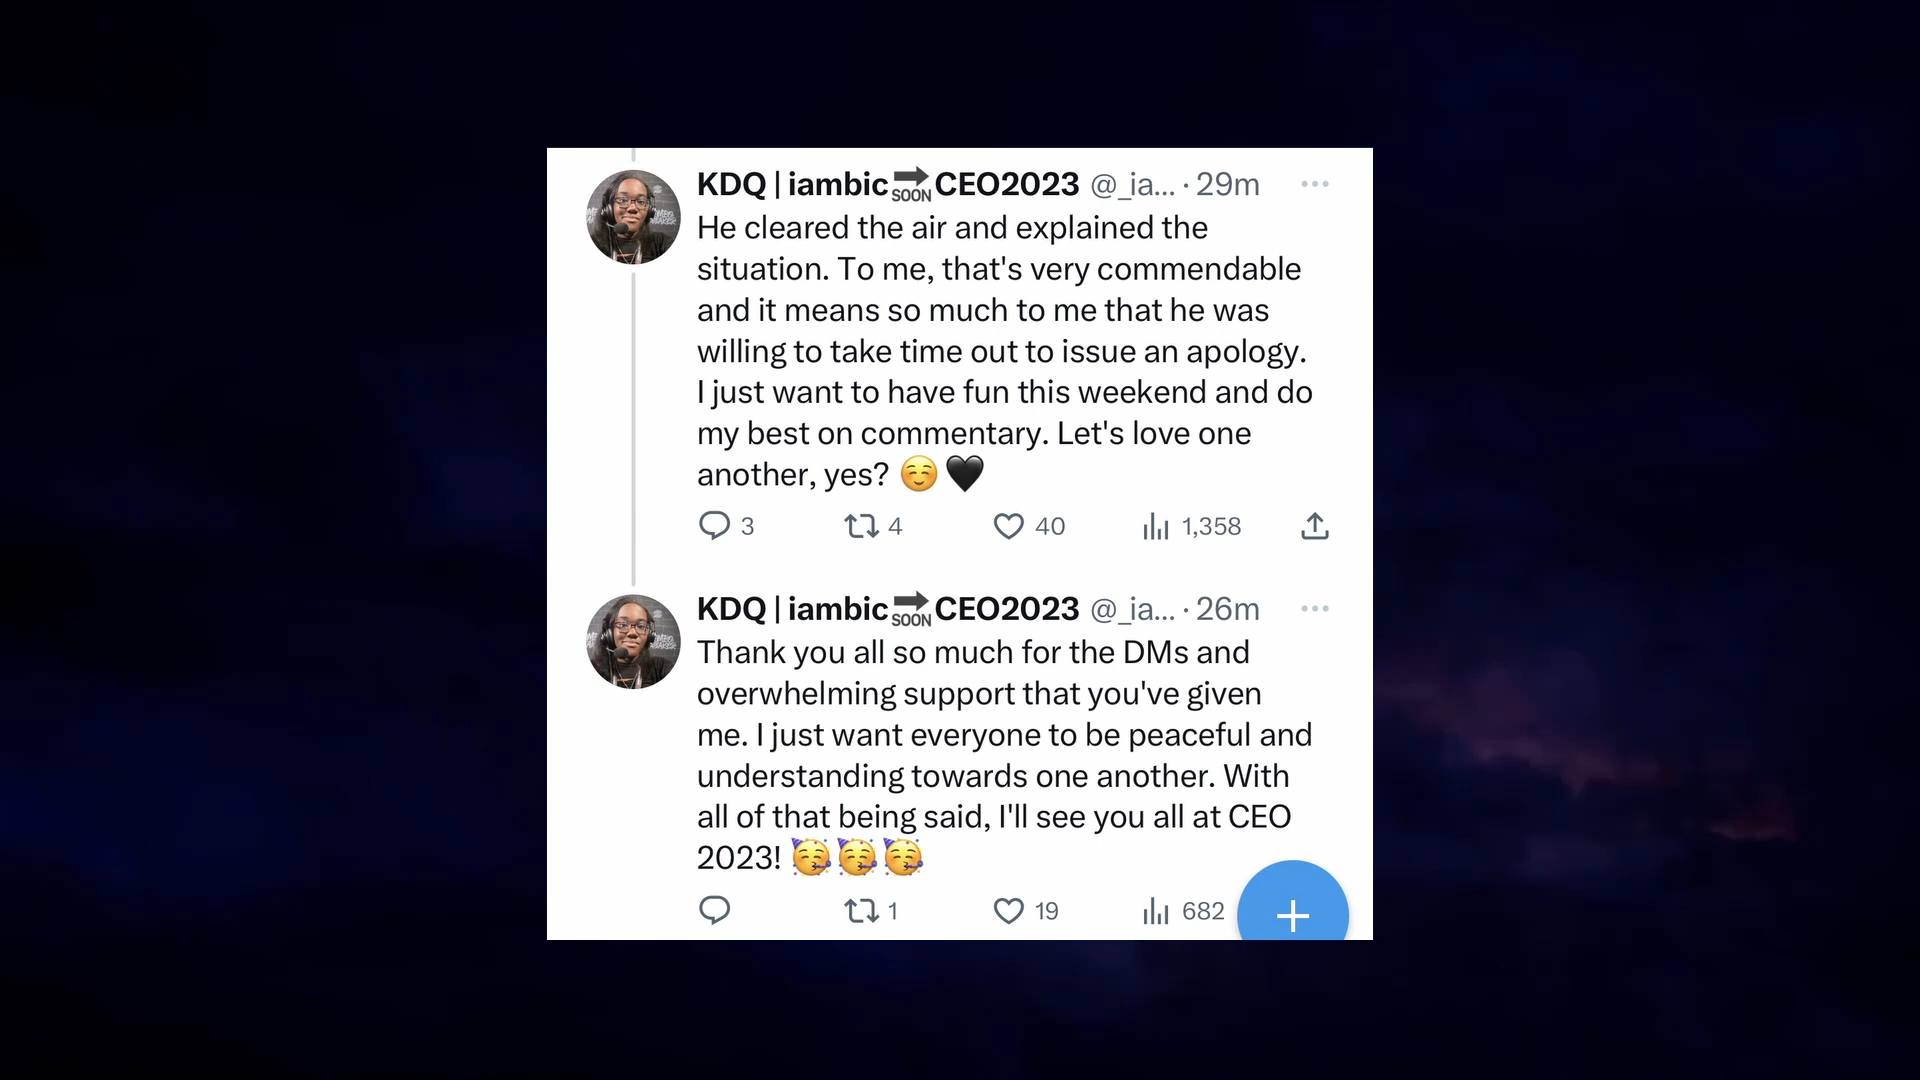 KDQ | iambic🔜CEO2023 @_ia... · 29m
He cleared the air and explained the
situation. To me, that's very commendable
and it means so much to me that he was
willing to take time out to issue an apology.
I just want to have fun this weekend and do
my best on commentary. Let's love one
another, yes? ☺️🖤
3 4 40 1,358
KDQ | iambic🔜CEO2023 @_ia... · 26m
Thank you all so much for the DMs and
overwhelming support that you've given
me. I just want everyone to be peaceful and
understanding towards one another. With
all of that being said, I'll see you all at CEO
2023! 🥳🥳🥳
1 19 682